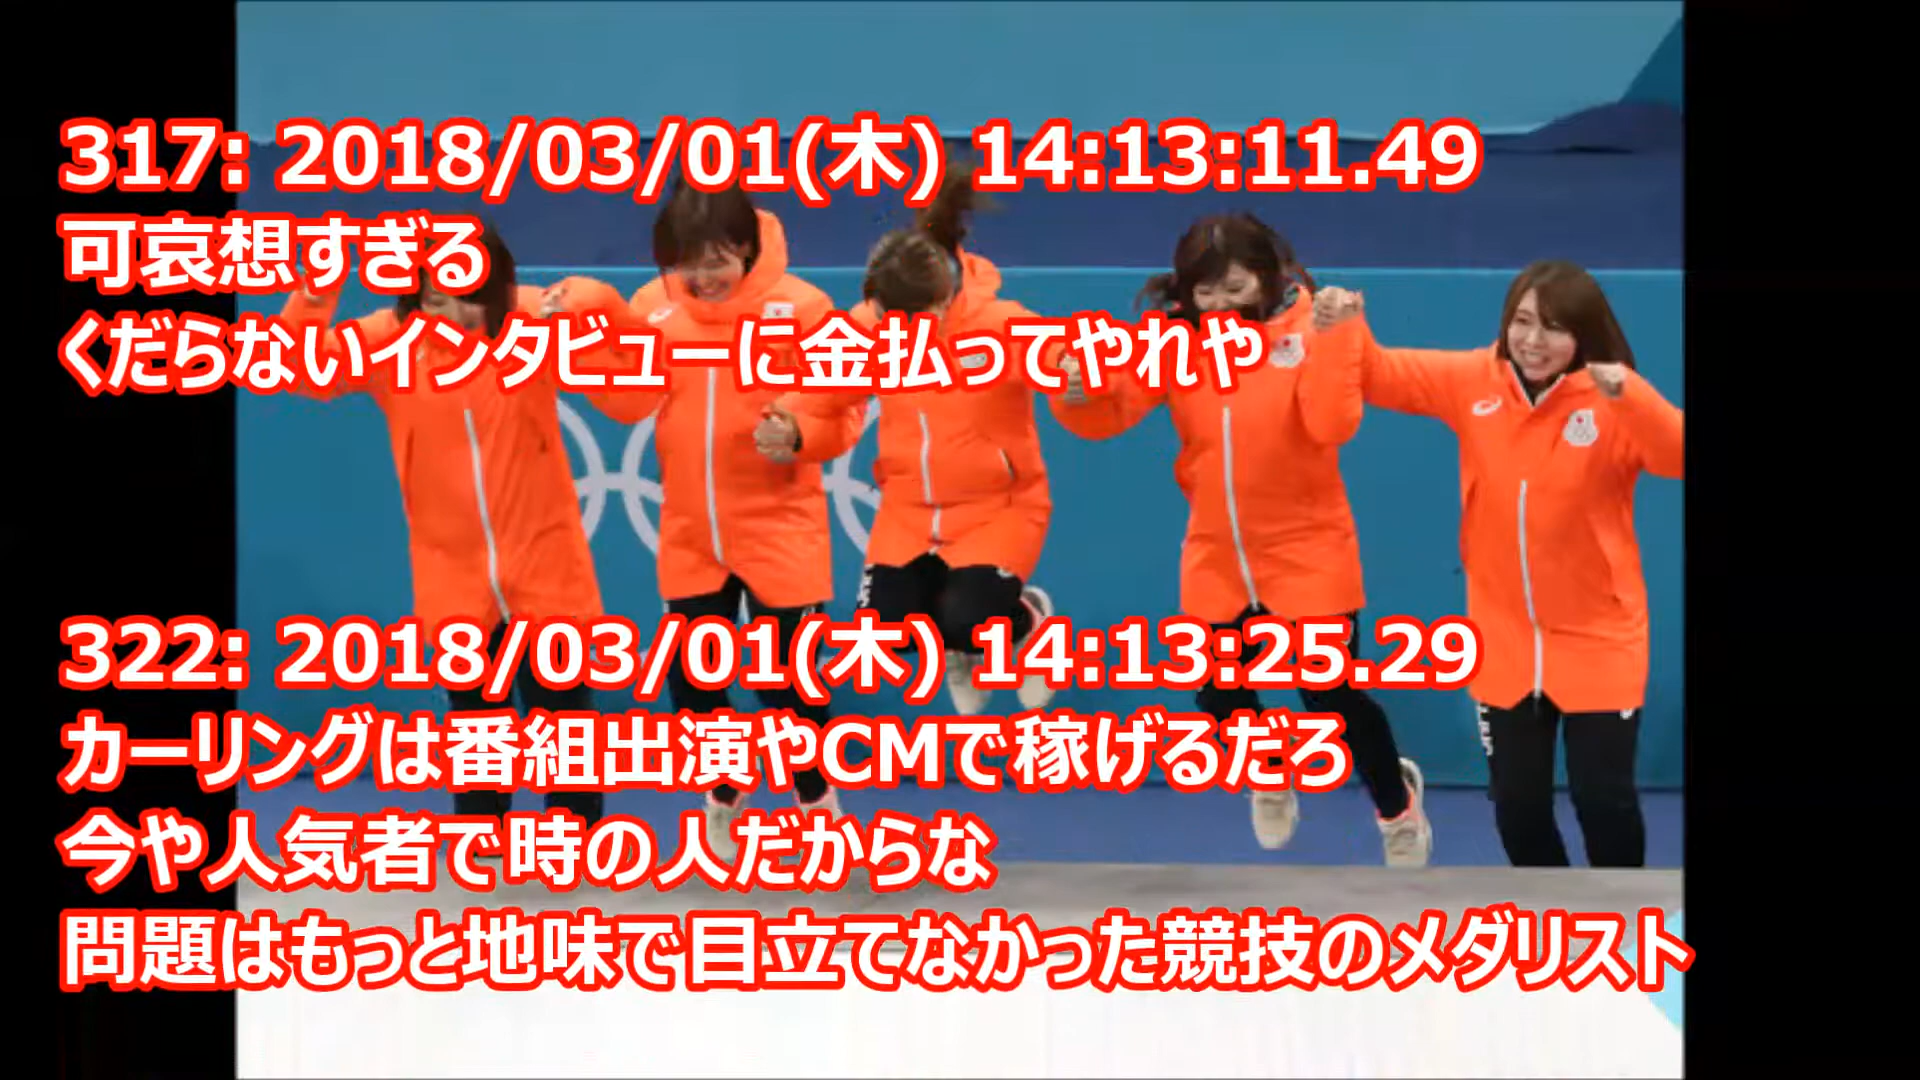 317: 2018/03/01(木) 14:13:11.49
可哀想すぎる
くだらないインタビューに金払ってやれや
322: 2018/03/01(木) 14:13:25.29
カーリングは番組出演やCMで稼げるだろ
今や人気者で時の人だからな
問題はもっと地味で目立てなかった競技のメダリスト